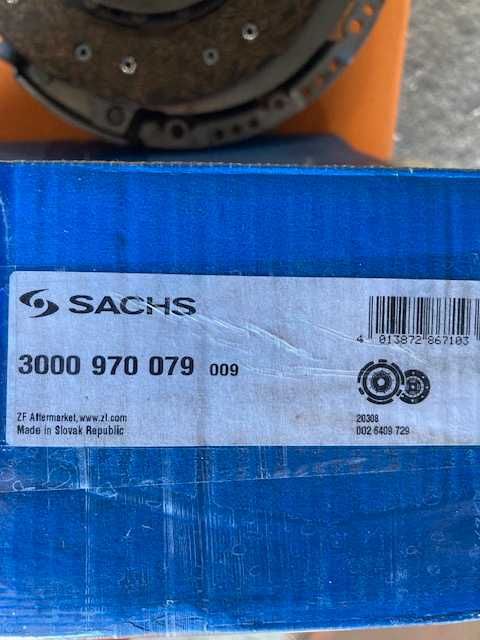 SACHS
4 013872 867103
3000 970 079 009
ZF Aftermarket, www.zf.com
Made in Slovak Republic
20308
002 6409 729